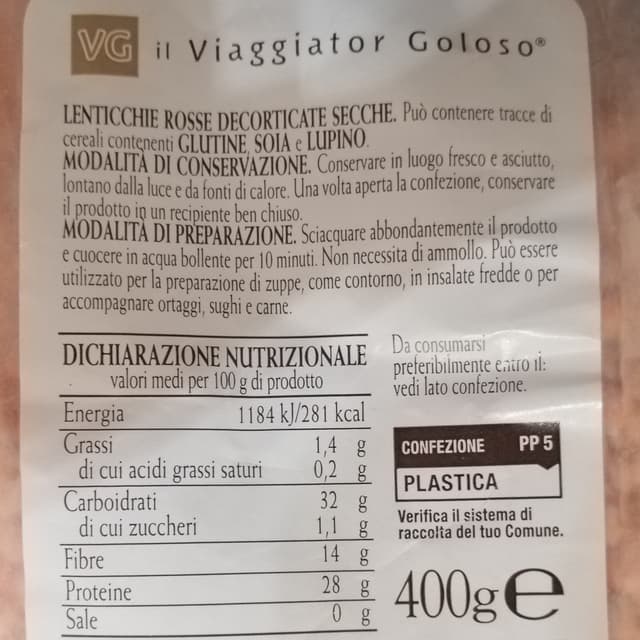 VG il Viaggiator Goloso®
LENTICCHIE ROSSE DECORTICATE SECCHE. Può contenere tracce di
cereali contenenti GLUTINE, SOIA e LUPINO.
MODALITÀ DI CONSERVAZIONE. Conservare in luogo fresco e asciutto,
lontano dalla luce e da fonti di calore. Una volta aperta la confezione, conservare
il prodotto in un recipiente ben chiuso.
MODALITÀ DI PREPARAZIONE. Sciacquare abbondantemente il prodotto
e cuocere in acqua bollente per 10 minuti. Non necessita di ammollo. Può essere
utilizzato per la preparazione di zuppe, come contorno, in insalate fredde o per
accompagnare ortaggi, sughi e carne.
DICHIARAZIONE NUTRIZIONALE
valori medi per 100 g di prodotto
Energia 1184 kJ/281 kcal
Grassi 1,4 g
di cui acidi grassi saturi 0,2 g
Carboidrati 32 g
di cui zuccheri 1,1 g
Fibre 14 g
Proteine 28 g
Sale 0 g
Da consumarsi
preferibilmente entro il:
vedi lato confezione.
CONFEZIONE PP 5
PLASTICA
Verifica il sistema di
raccolta del tuo Comune.
400g e